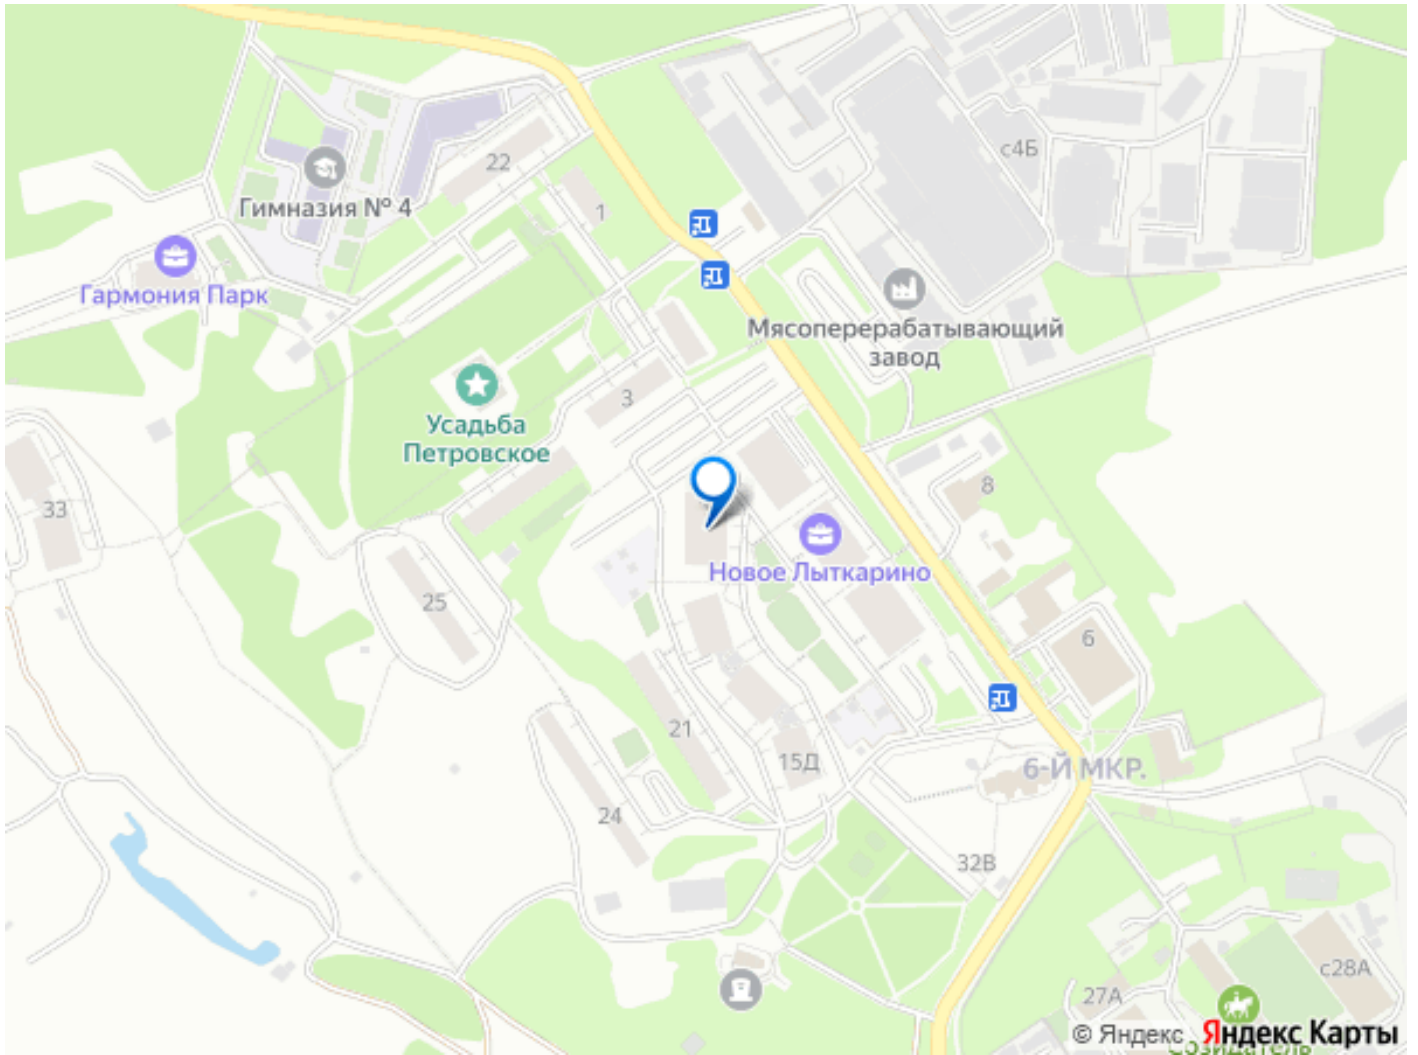 с4Б
22
Гимназия № 4
1
Гармония Парк
Мясоперерабатывающий
завод
3
Усадьба
Петровское
8
33
Новое Лыткарино
25
6
21
15Д
6-Й МКР.
24
32В
с28А
27А
© Яндекс Яндекс Карты
Созидатель